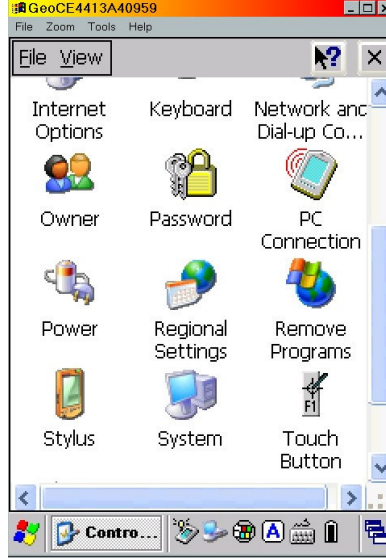 GeoCE4413A40959
File Zoom Tools Help
File View
Internet Options
Keyboard
Network and Dial-up Co...
Owner
Password
PC Connection
Power
Regional Settings
Remove Programs
Stylus
System
F1
Touch Button
Contro...
A